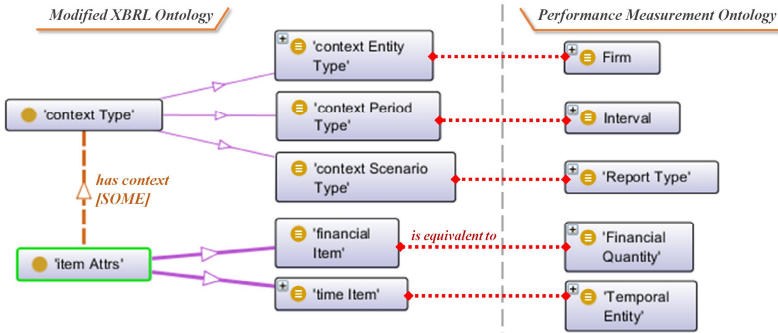 Modified XBRL Ontology
Performance Measurement Ontology
'context Entity
Type'
Firm
'context Type'
'context Period
Type'
Interval
'context Scenario
Type'
'Report Type'
has context
[SOME]
'item Attrs'
'financial
Item'
is equivalent to
'Financial
Quantity'
'time Item'
'Temporal
Entity'